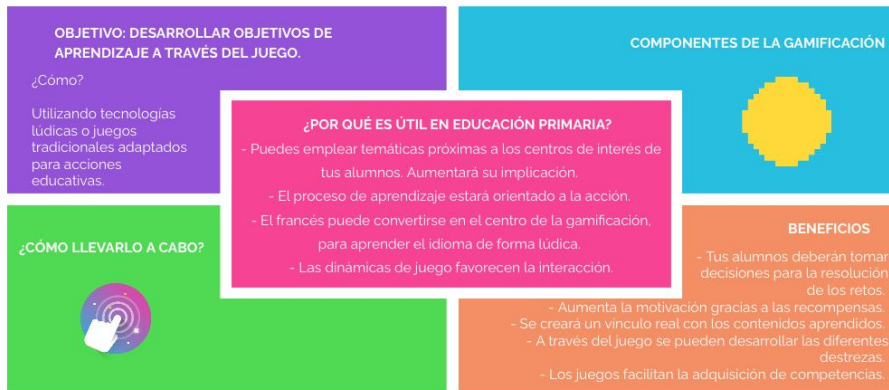 OBJETIVO: DESARROLLAR OBJETIVOS DE
APRENDIZAJE A TRAVÉS DEL JUEGO.
¿Cómo?
Utilizando tecnologías
lúdicas o juegos
tradicionales adaptados
para acciones
educativas.
COMPONENTES DE LA GAMIFICACIÓN
¿POR QUÉ ES ÚTIL EN EDUCACIÓN PRIMARIA?
- Puedes emplear temáticas próximas a los centros de interés de
tus alumnos. Aumentará su implicación.
- El proceso de aprendizaje estará orientado a la acción.
- El francés puede convertirse en el centro de la gamificación,
para aprender el idioma de forma lúdica.
- Las dinámicas de juego favorecen la interacción.
¿CÓMO LLEVARLO A CABO?
BENEFICIOS
- Tus alumnos deberán tomar
decisiones para la resolución
de los retos.
- Aumenta la motivación gracias a las recompensas.
- Se creará un vínculo real con los contenidos aprendidos.
- A través del juego se pueden desarrollar las diferentes
destrezas.
- Los juegos facilitan la adquisición de competencias.